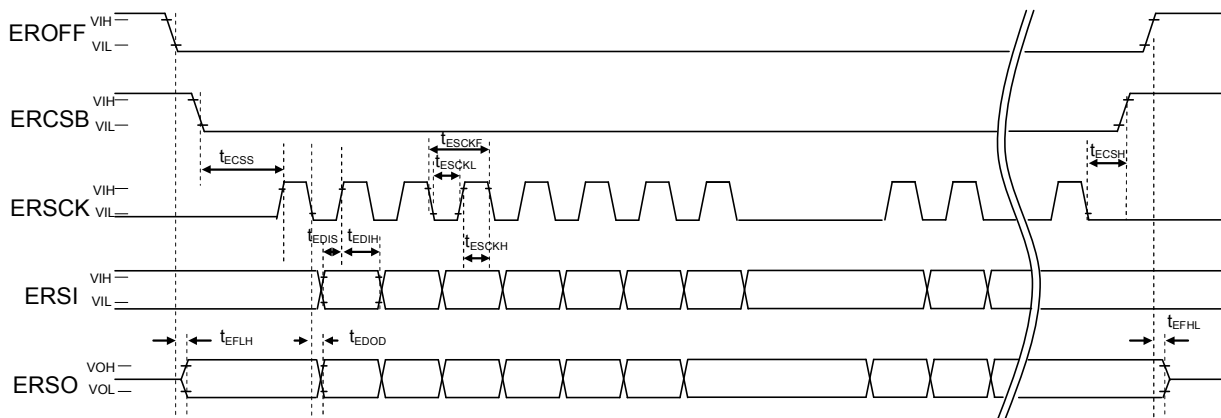 EROFF
VIH
VIL
ERCSB
VIH
VIL
tESCKF
tECSS
tESCKL
tECSH
ERSCK
VIH
VIL
tEDIS
tEDIH
tESCKH
ERSI
VIH
VIL
tEFLH
tEDOD
tEFHL
ERSO
VOH
VOL